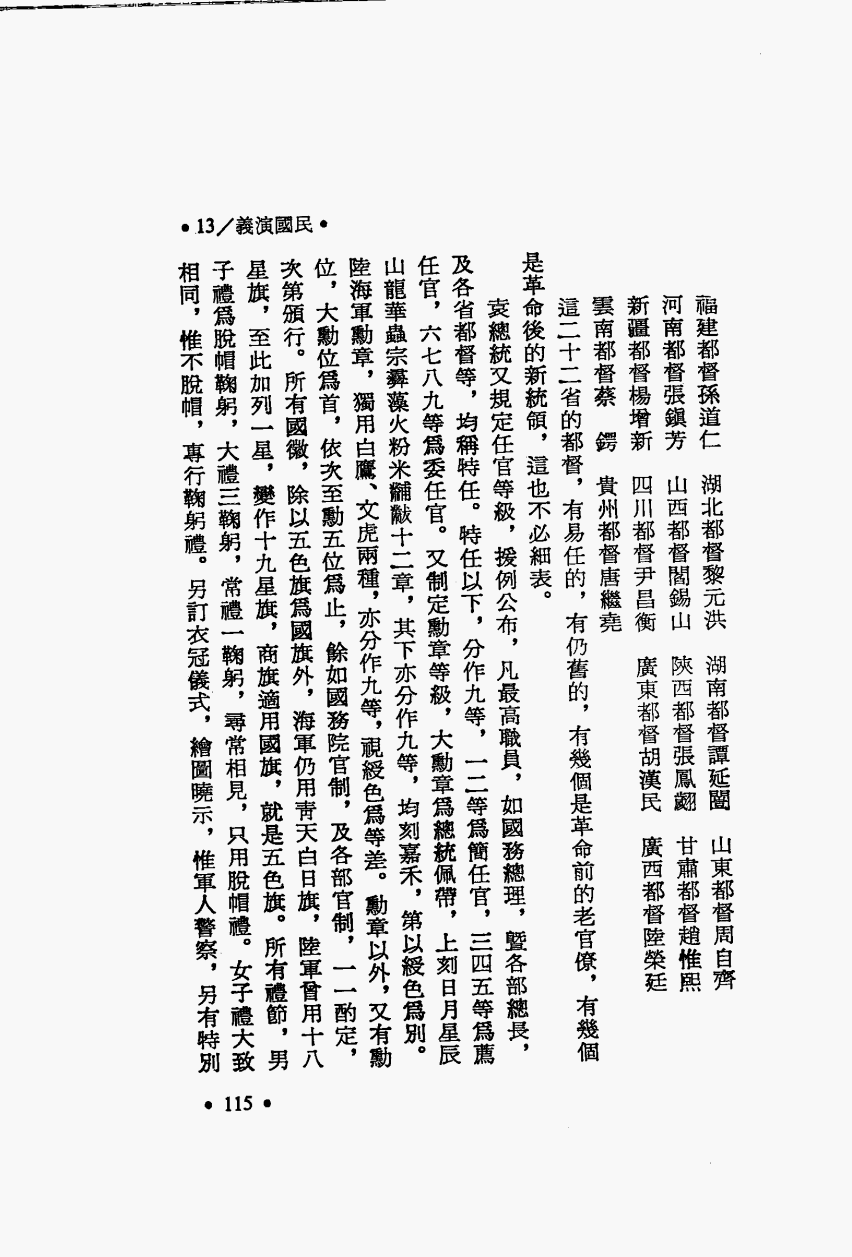 • 13／義演國民 •
福建都督孫道仁　湖北都督黎元洪　湖南都督譚延闓　山東都督周自齊
河南都督張鎭芳　山西都督閻錫山　陝西都督張鳳翽　甘肅都督趙惟熙
新疆都督楊增新　四川都督尹昌衡　廣東都督胡漢民　廣西都督陸榮廷
雲南都督蔡　鍔　貴州都督唐繼堯
這二十二省的都督，有易任的，有仍舊的，有幾個是革命前的老官僚，有幾個
是革命後的新統領，這也不必細表。
袁總統又規定任官等級，援例公布，凡最高職員，如國務總理，曁各部總長，
及各省都督等，均稱特任。特任以下，分作九等，一二等爲簡任官，三四五等爲薦
任官，六七八九等爲委任官。又制定勳章等級，大勳章爲總統佩帶，上刻日月星辰
山龍華蟲宗彝藻火粉米黼黻十二章，其下亦分作九等，均刻嘉禾，第以綬色爲別。
陸海軍勳章，獨用白鷹、文虎兩種，亦分作九等，視綬色爲等差。勳章以外，又有勳
位，大勳位爲首，依次至勳五位爲止，餘如國務院官制，及各部官制，一一酌定，
次第頒行。所有國徽，除以五色旗爲國旗外，海軍仍用靑天白日旗，陸軍曾用十八
星旗，至此加列一星，變作十九星旗，商旗適用國旗，就是五色旗。所有禮節，男
子禮爲脫帽鞠躬，大禮三鞠躬，常禮一鞠躬，尋常相見，只用脫帽禮。女子禮大致
相同，惟不脫帽，專行鞠躬禮。另訂衣冠儀式，繪圖曉示，惟軍人警察，另有特別
• 115 •